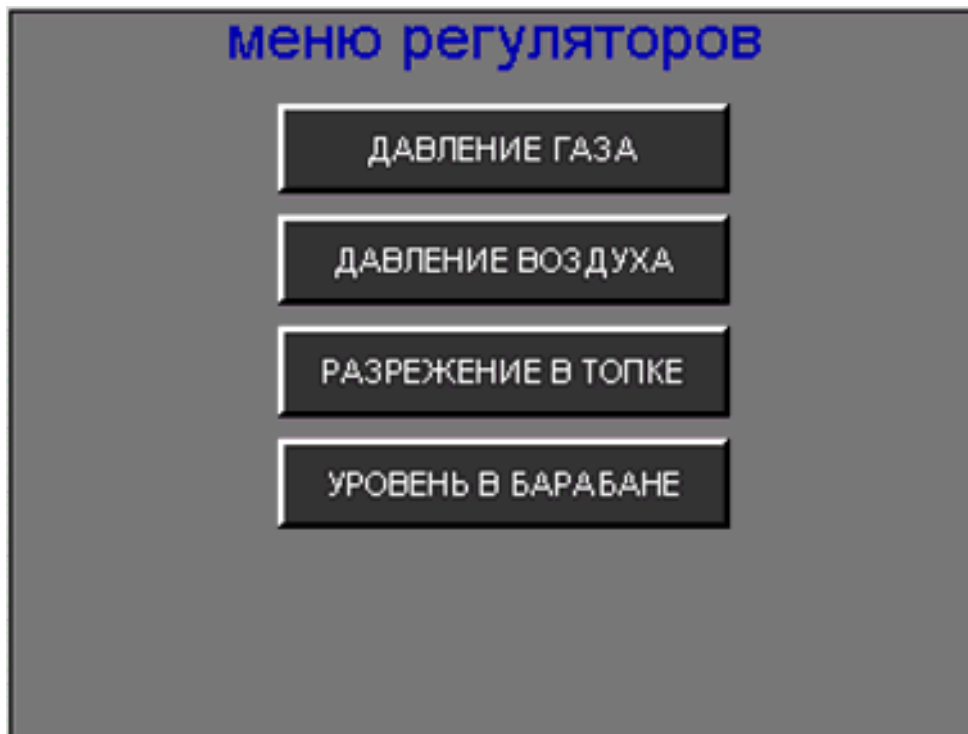 меню регуляторов
ДАВЛЕНИЕ ГАЗА
ДАВЛЕНИЕ ВОЗДУХА
РАЗРЕЖЕНИЕ В ТОПКЕ
УРОВЕНЬ В БАРАБАНЕ